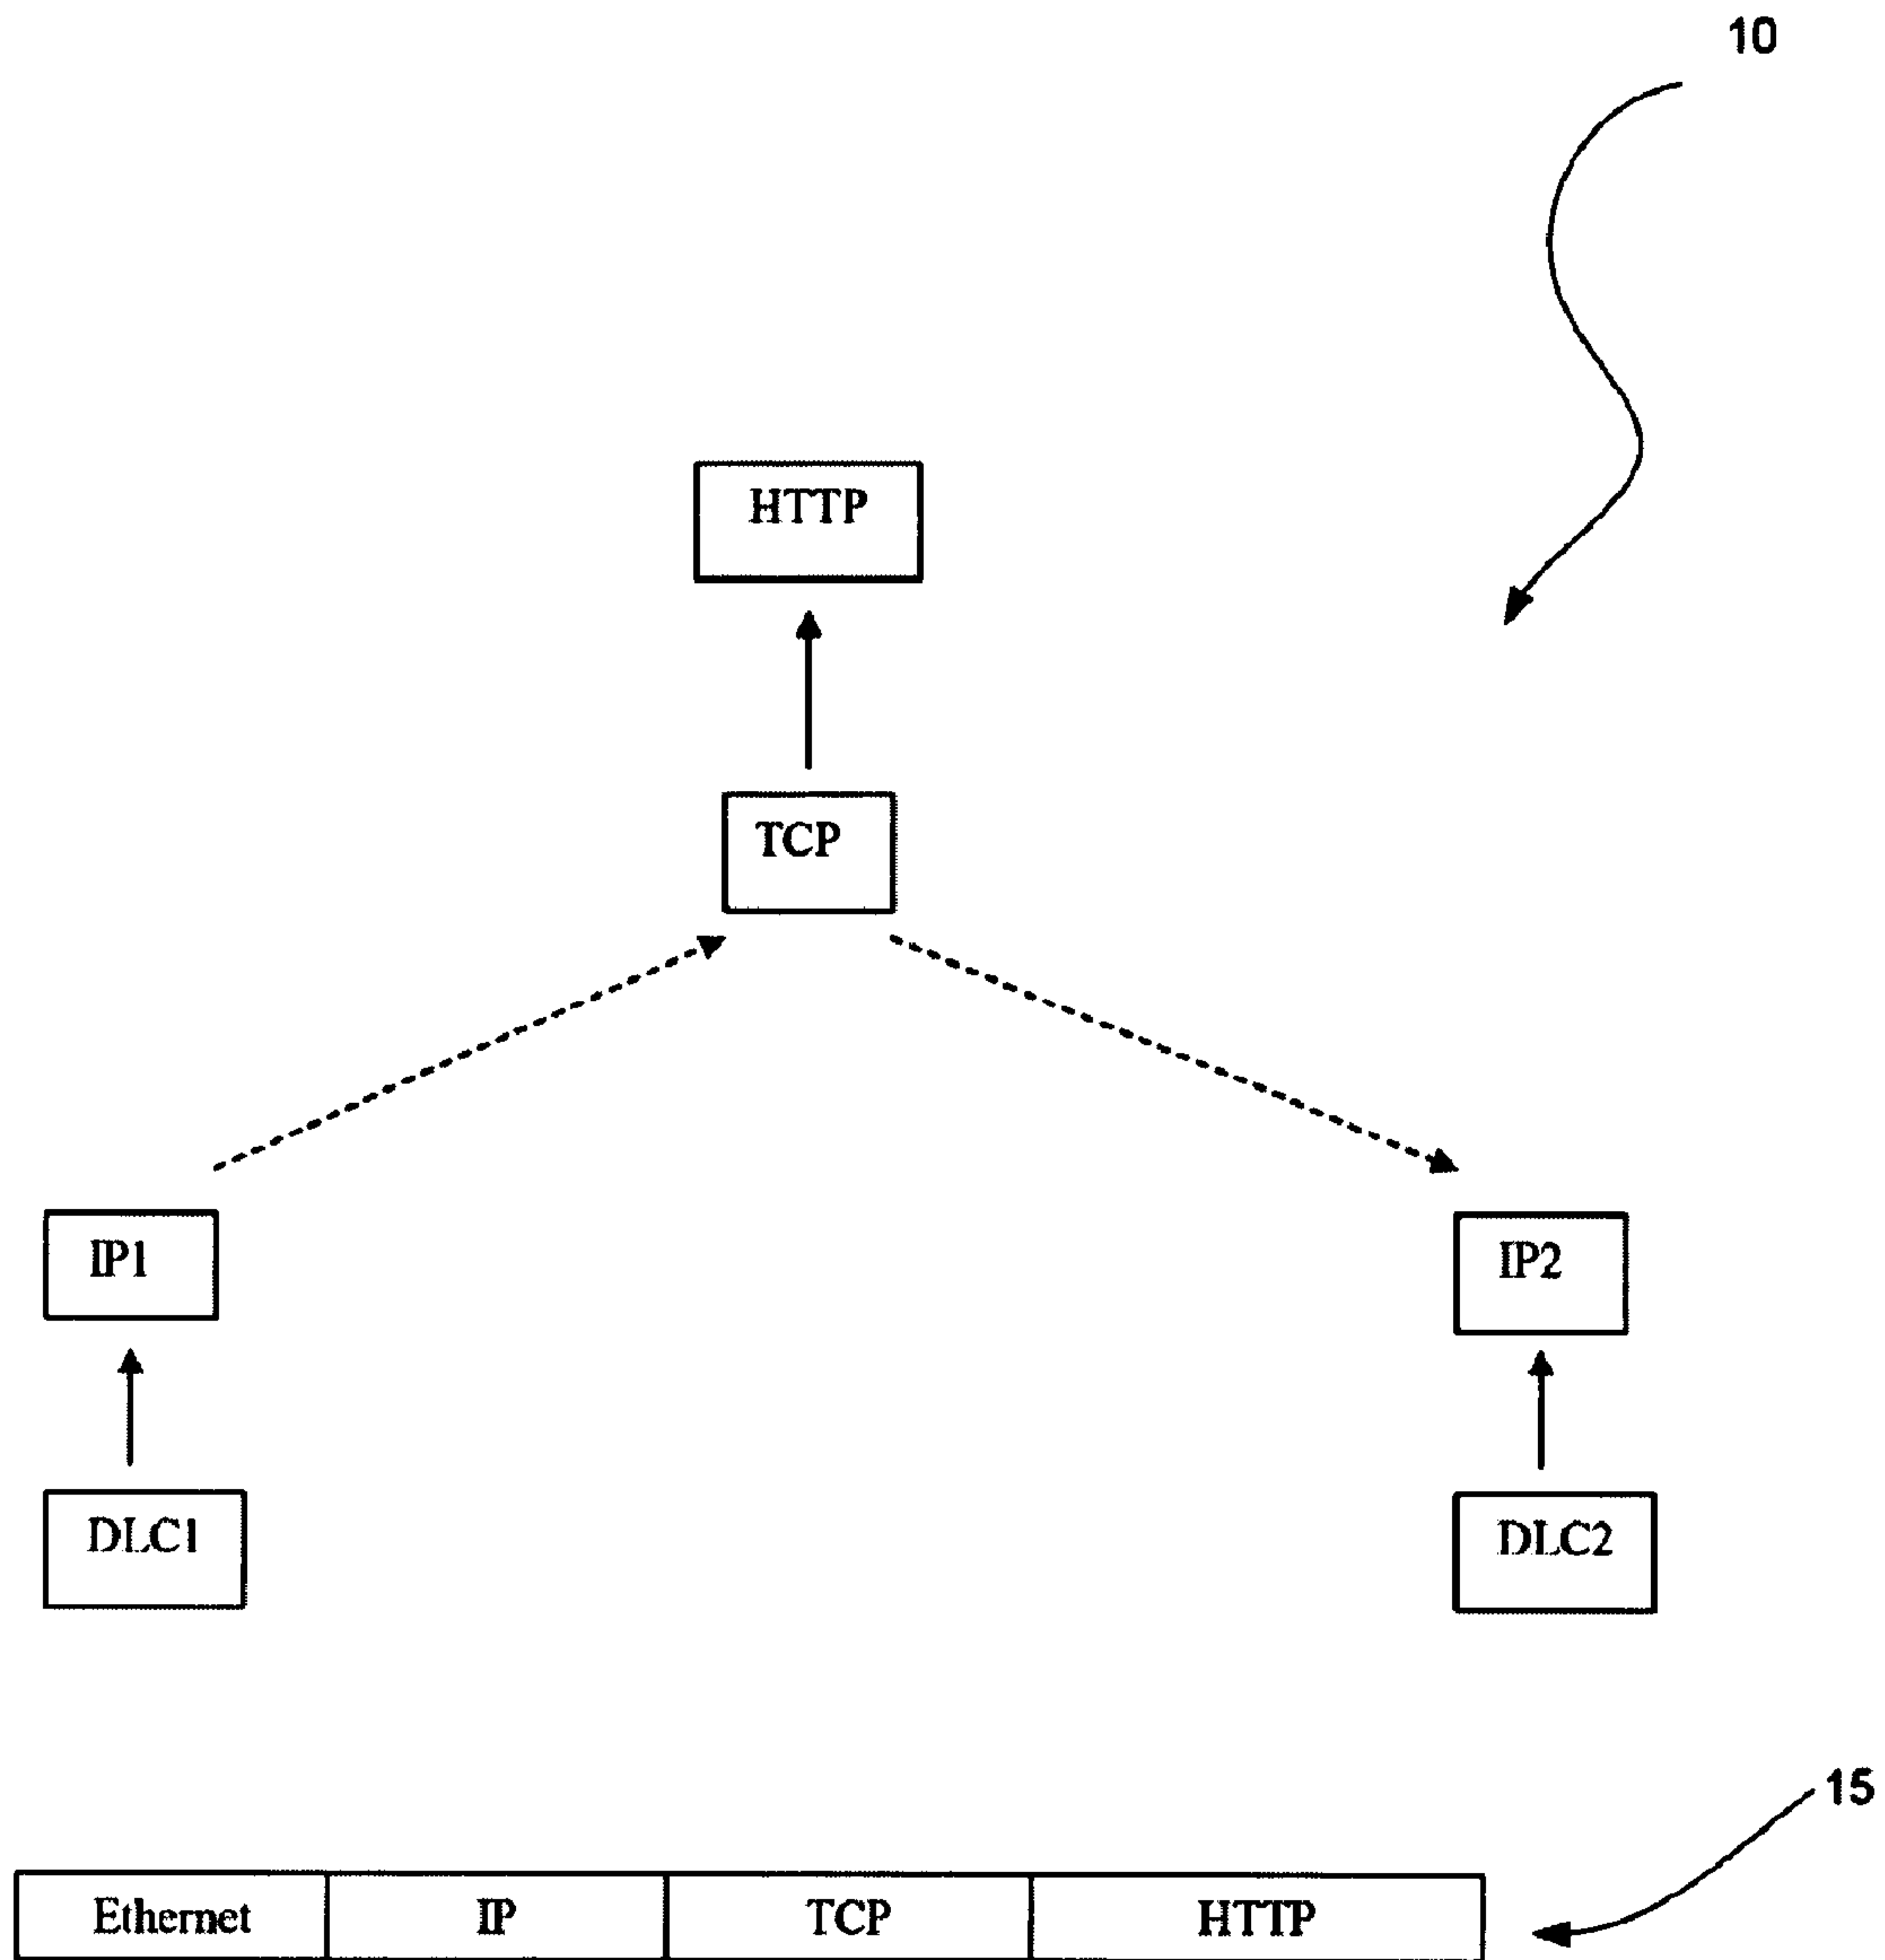 10
HTTP
TCP
IP1
IP2
DLC1
DLC2
15
Ethernet IP TCP HTTP